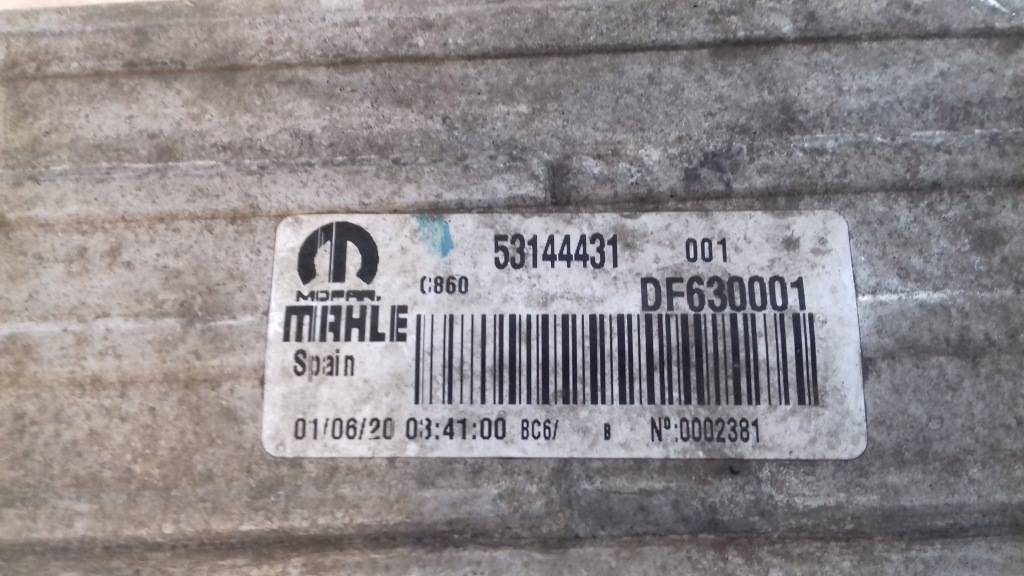 53144431 001
MOPAR.
C860
DF630001
MAHLE
Spain
01/06/20 03:41:00 BC6/ B Nº:0002381